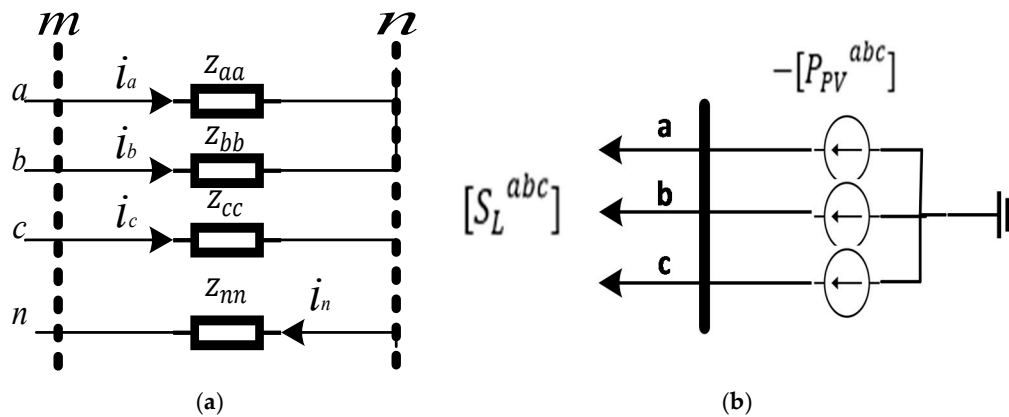 m n
a i_a z_aa
b i_b z_bb
c i_c z_cc
n z_nn i_n
(a)
−[P_PV^abc]
a
b
[S_L^abc]
c
(b)